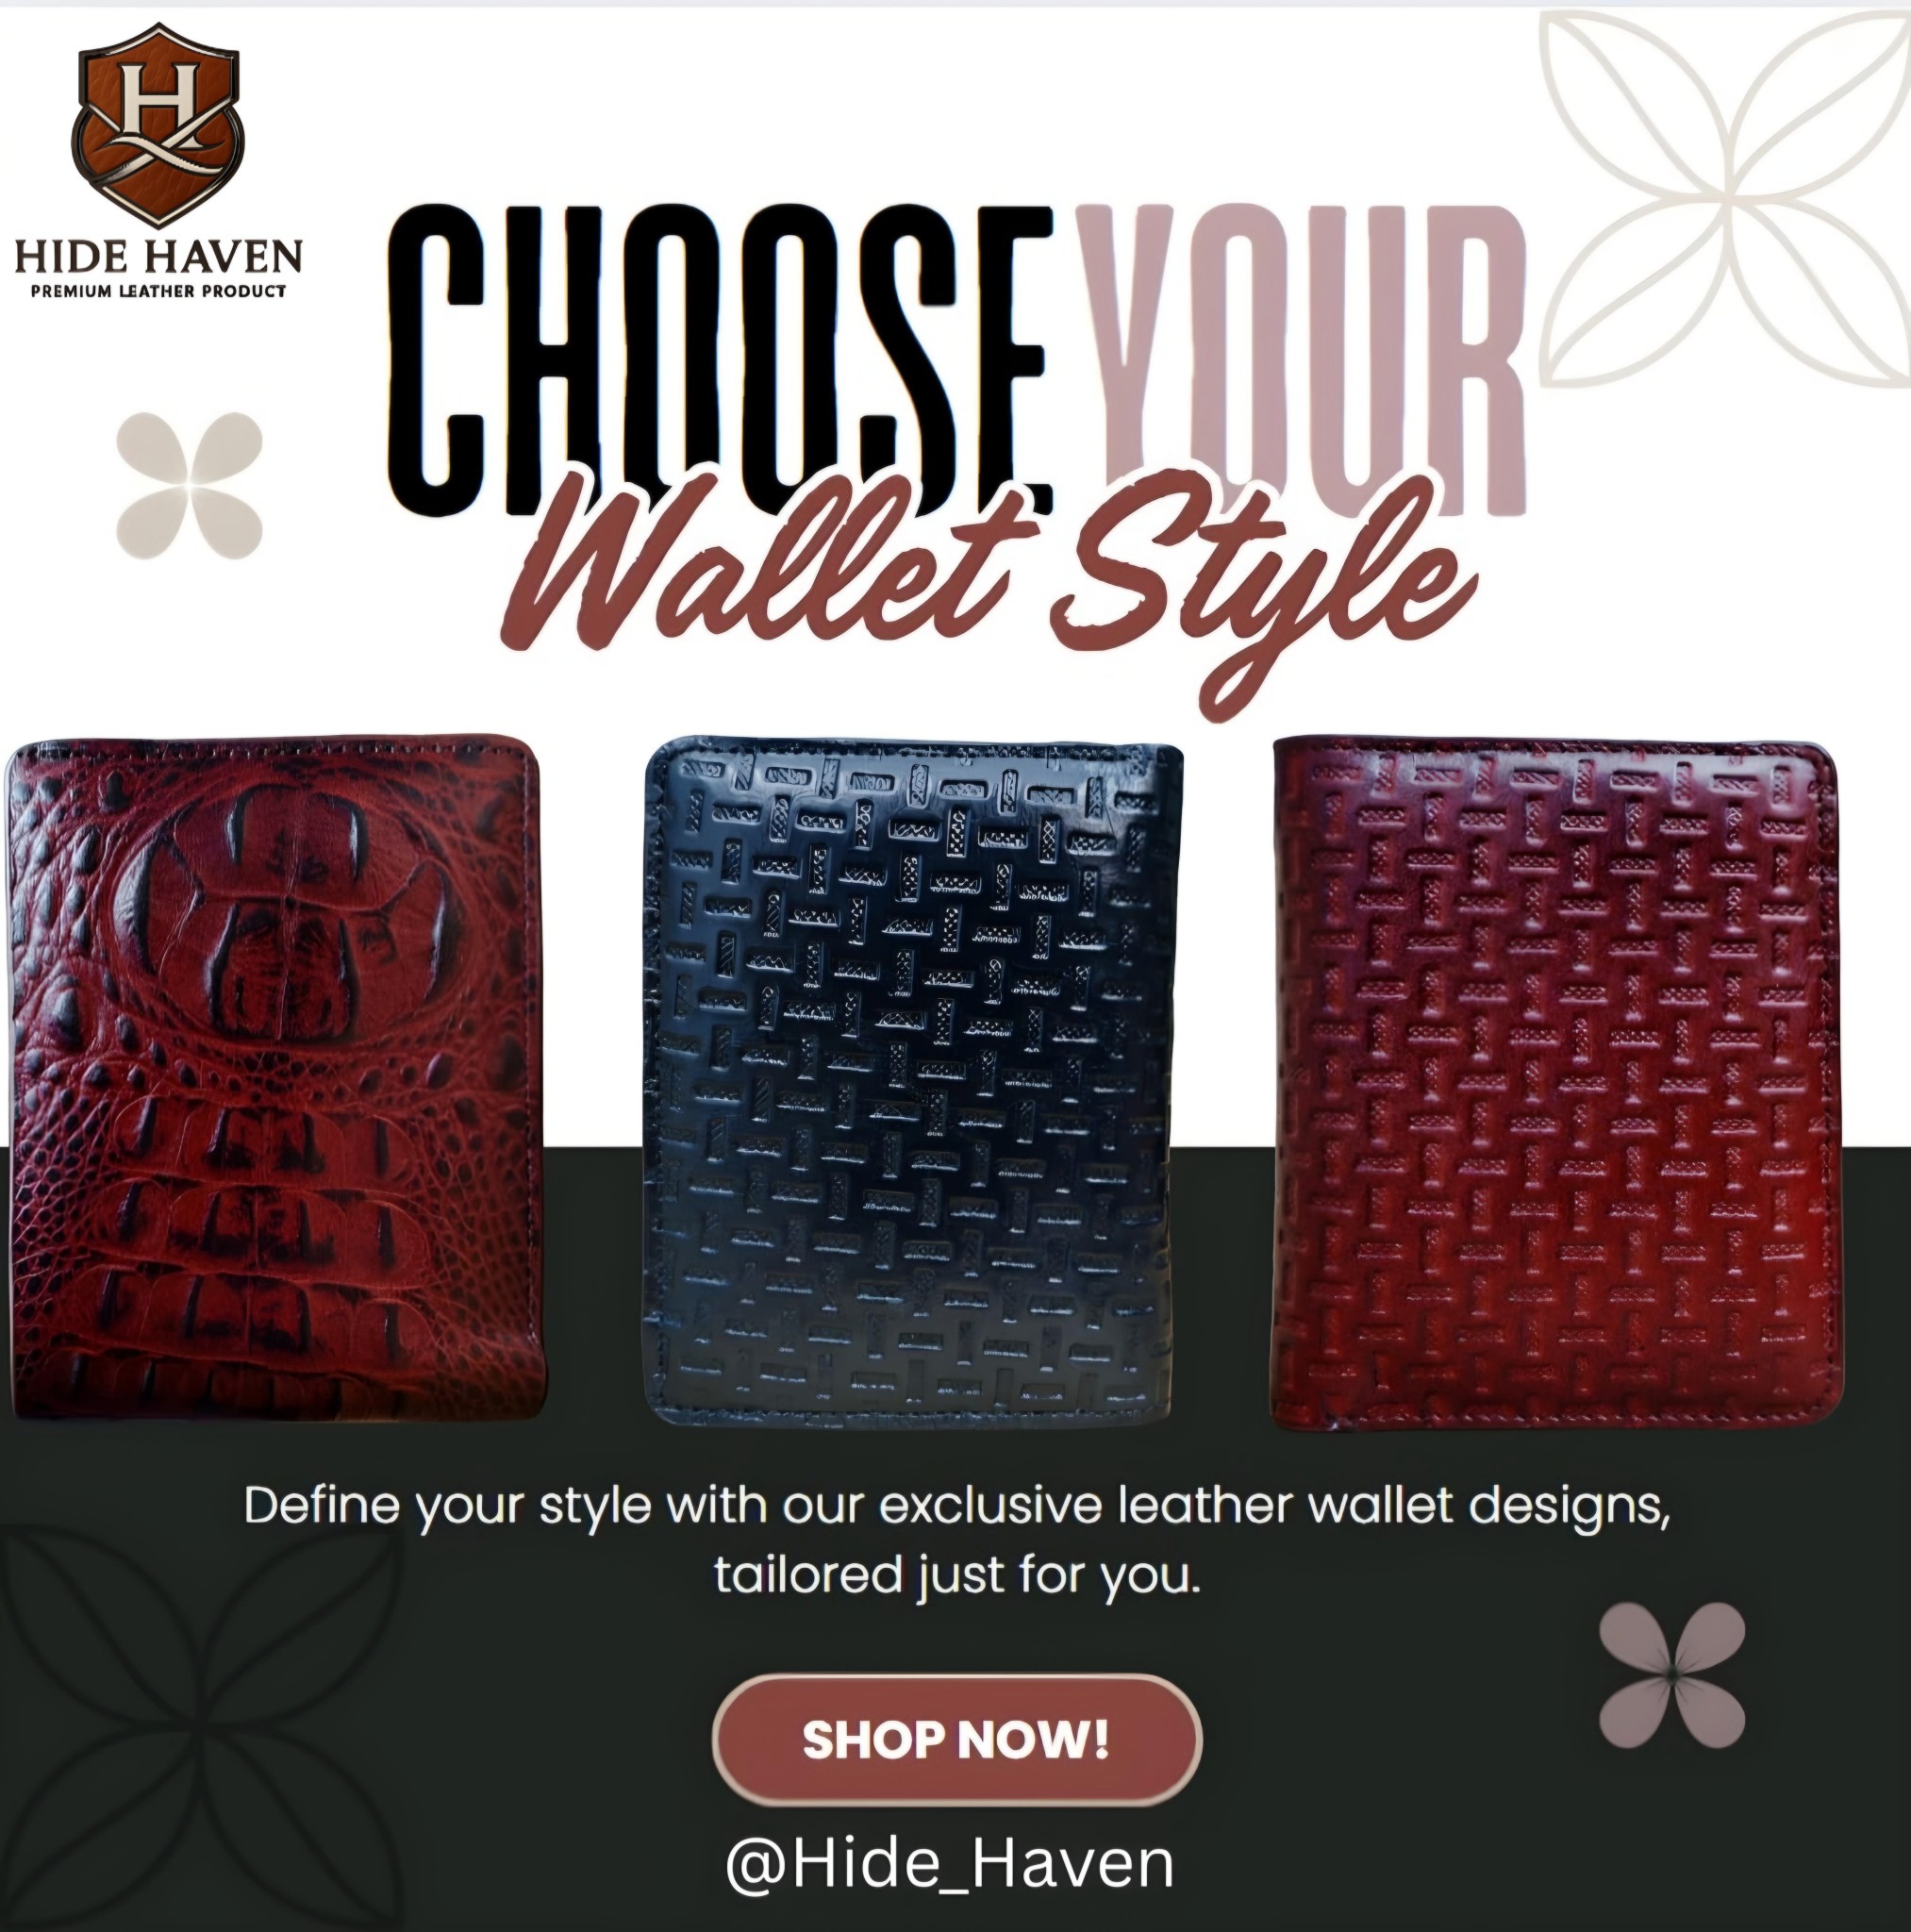 H
HIDE HAVEN
PREMIUM LEATHER PRODUCT
CHOOSE YOUR
Wallet Style
Define your style with our exclusive leather wallet designs,
tailored just for you.
SHOP NOW!
@Hide_Haven